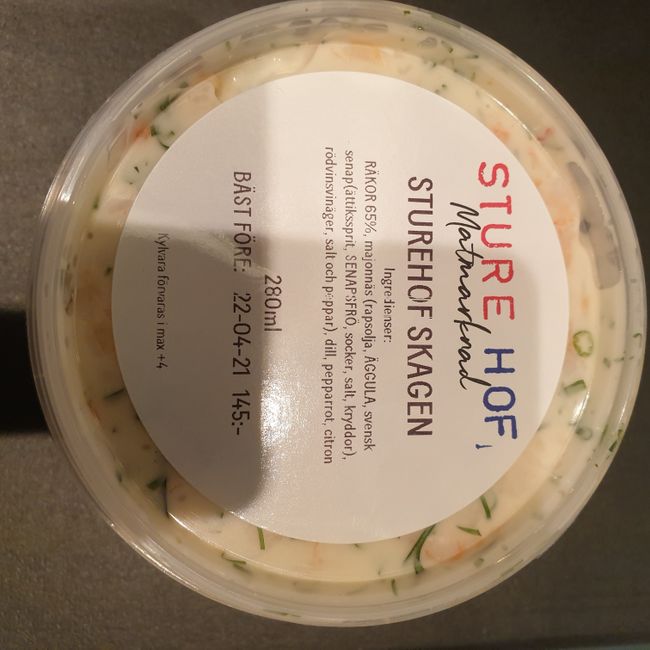 STURE HOF
Matmarknad
STUREHOF SKAGEN
Ingredienser:
RÄKOR 65%, majonnäs (rapsolja, ÄGGULA, svensk
senap(ättikssprit, SENAPSFRÖ, socker, salt, kryddor),
rödvinsvinäger, salt och peppar), dill, pepparrot, citron
280ml
BÄST FÖRE: 22-04-21 145:-
Kylvara förvaras i max +4